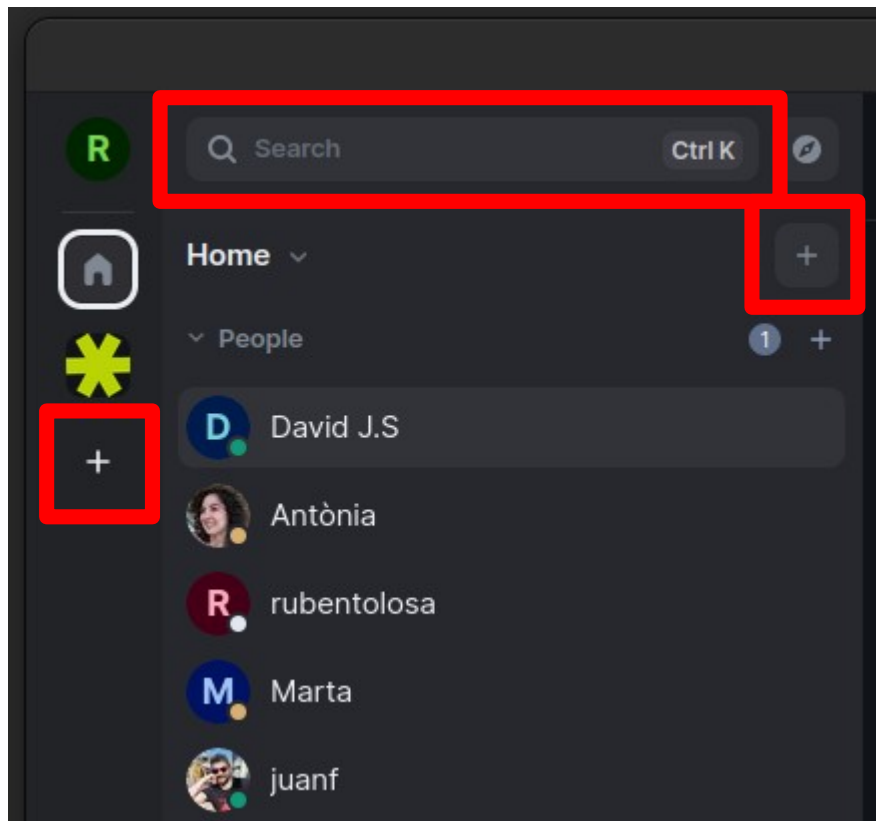 R
Search Ctrl K
Home
People 1
D David J.S
Antònia
R rubentolosa
M Marta
juanf